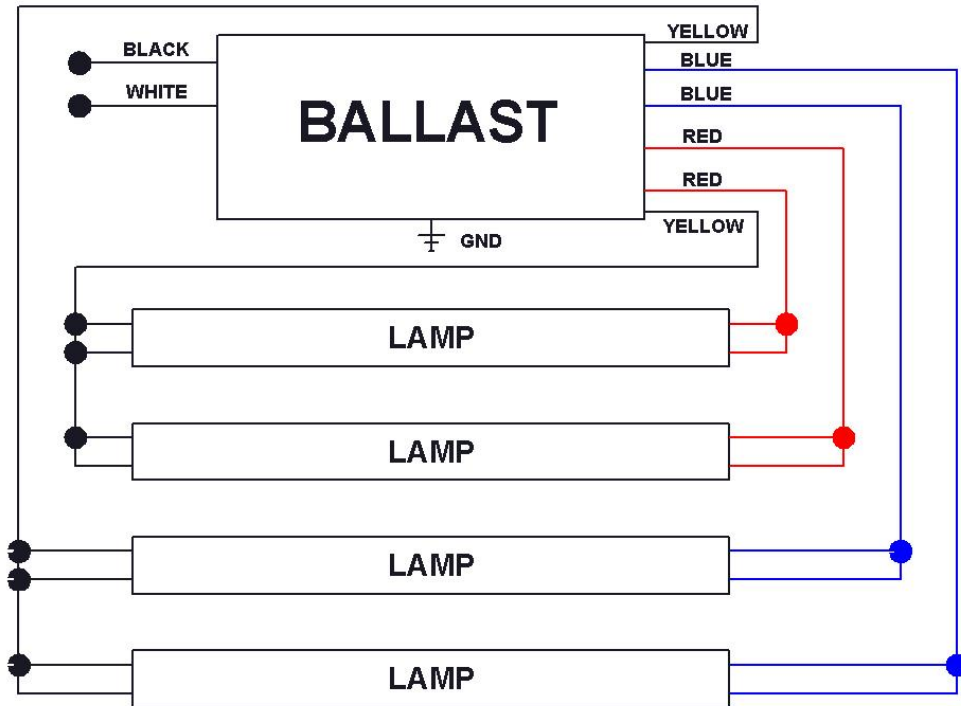 YELLOW
BLACK
BLUE
WHITE
BLUE
BALLAST
RED
RED
YELLOW
GND
LAMP
LAMP
LAMP
LAMP